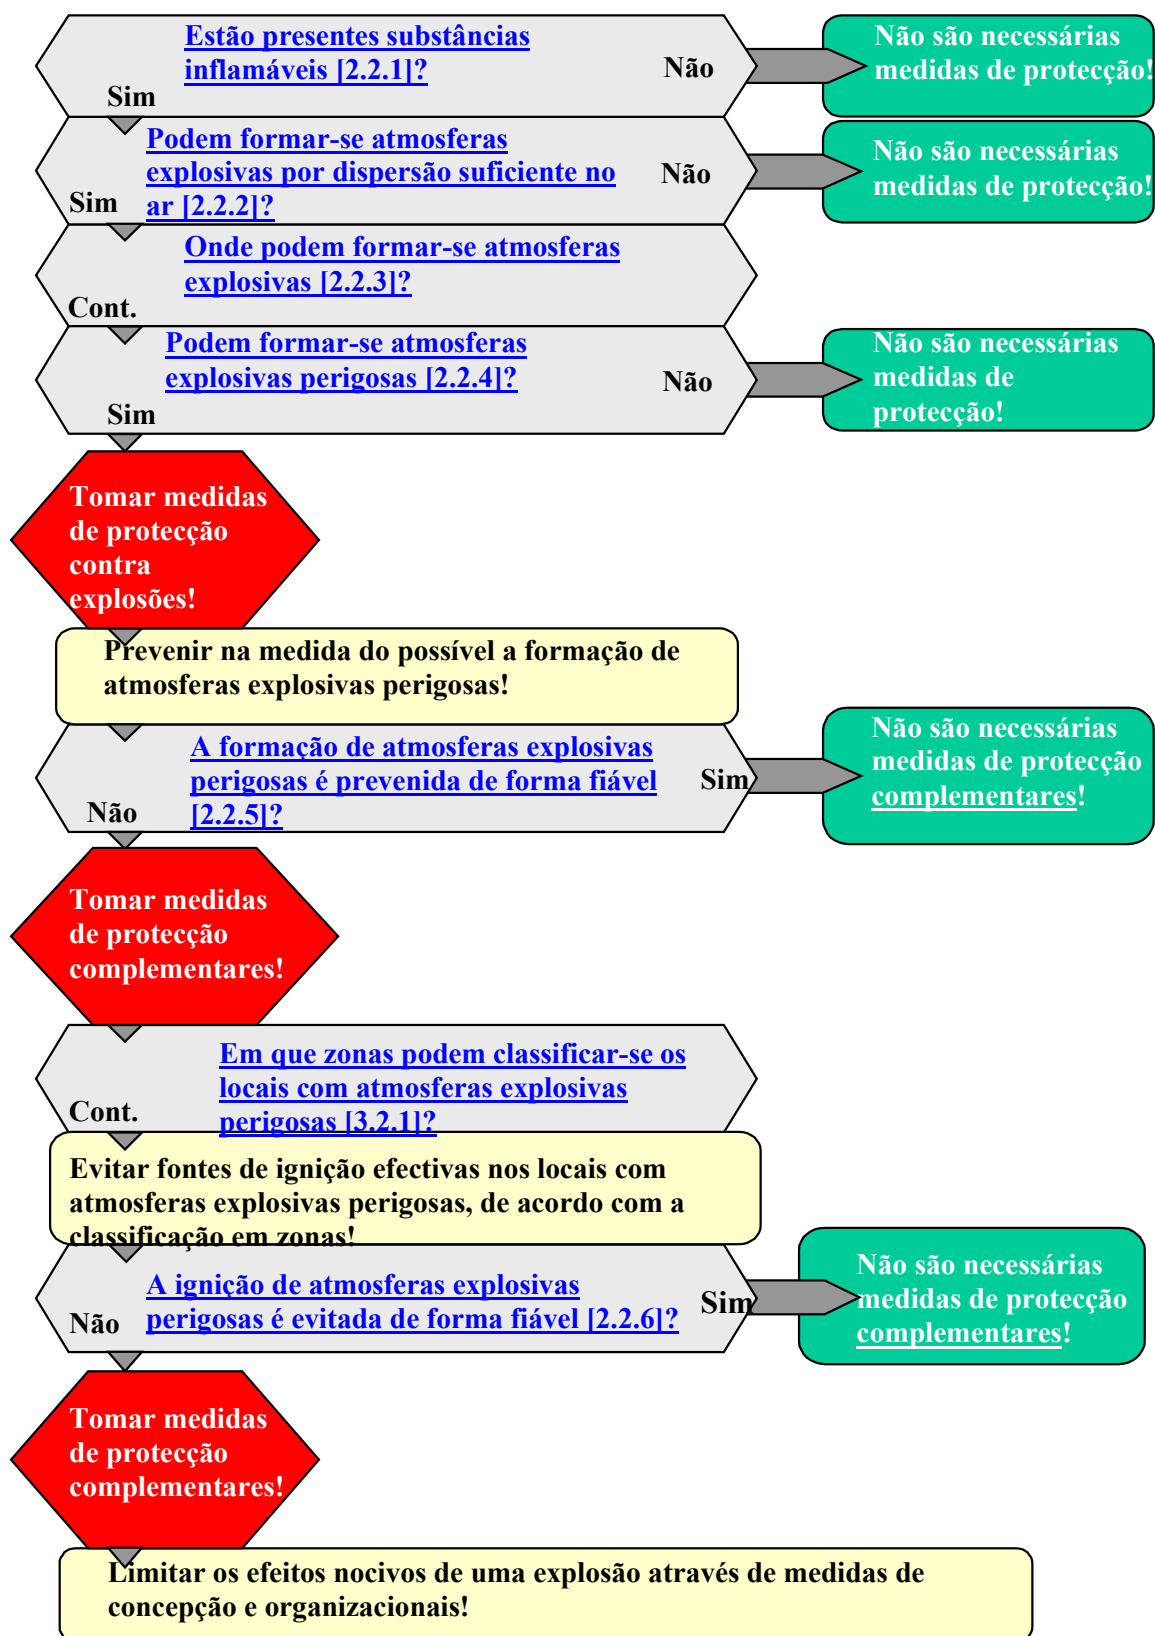 Estão presentes substâncias
inflamáveis [2.2.1]?
Não
Sim
Não são necessárias
medidas de protecção!
Podem formar-se atmosferas
explosivas por dispersão suficiente no
ar [2.2.2]?
Não
Sim
Não são necessárias
medidas de protecção!
Onde podem formar-se atmosferas
explosivas [2.2.3]?
Cont.
Podem formar-se atmosferas
explosivas perigosas [2.2.4]?
Não
Sim
Não são necessárias
medidas de
protecção!
Tomar medidas
de protecção
contra
explosões!
Prevenir na medida do possível a formação de
atmosferas explosivas perigosas!
A formação de atmosferas explosivas
perigosas é prevenida de forma fiável
[2.2.5]?
Sim
Não
Não são necessárias
medidas de protecção
complementares!
Tomar medidas
de protecção
complementares!
Em que zonas podem classificar-se os
locais com atmosferas explosivas
perigosas [3.2.1]?
Cont.
Evitar fontes de ignição efectivas nos locais com
atmosferas explosivas perigosas, de acordo com a
classificação em zonas!
A ignição de atmosferas explosivas
perigosas é evitada de forma fiável [2.2.6]?
Sim
Não
Não são necessárias
medidas de protecção
complementares!
Tomar medidas
de protecção
complementares!
Limitar os efeitos nocivos de uma explosão através de medidas de
concepção e organizacionais!